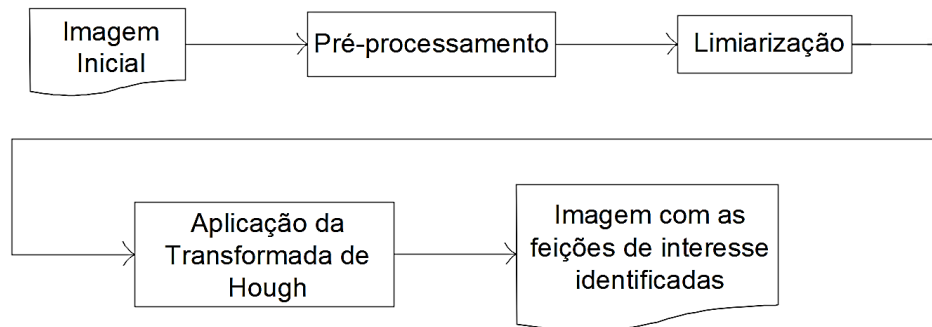 Imagem
Inicial
Pré-processamento
Limiarização
Aplicação da
Transformada de
Hough
Imagem com as
feições de interesse
identificadas